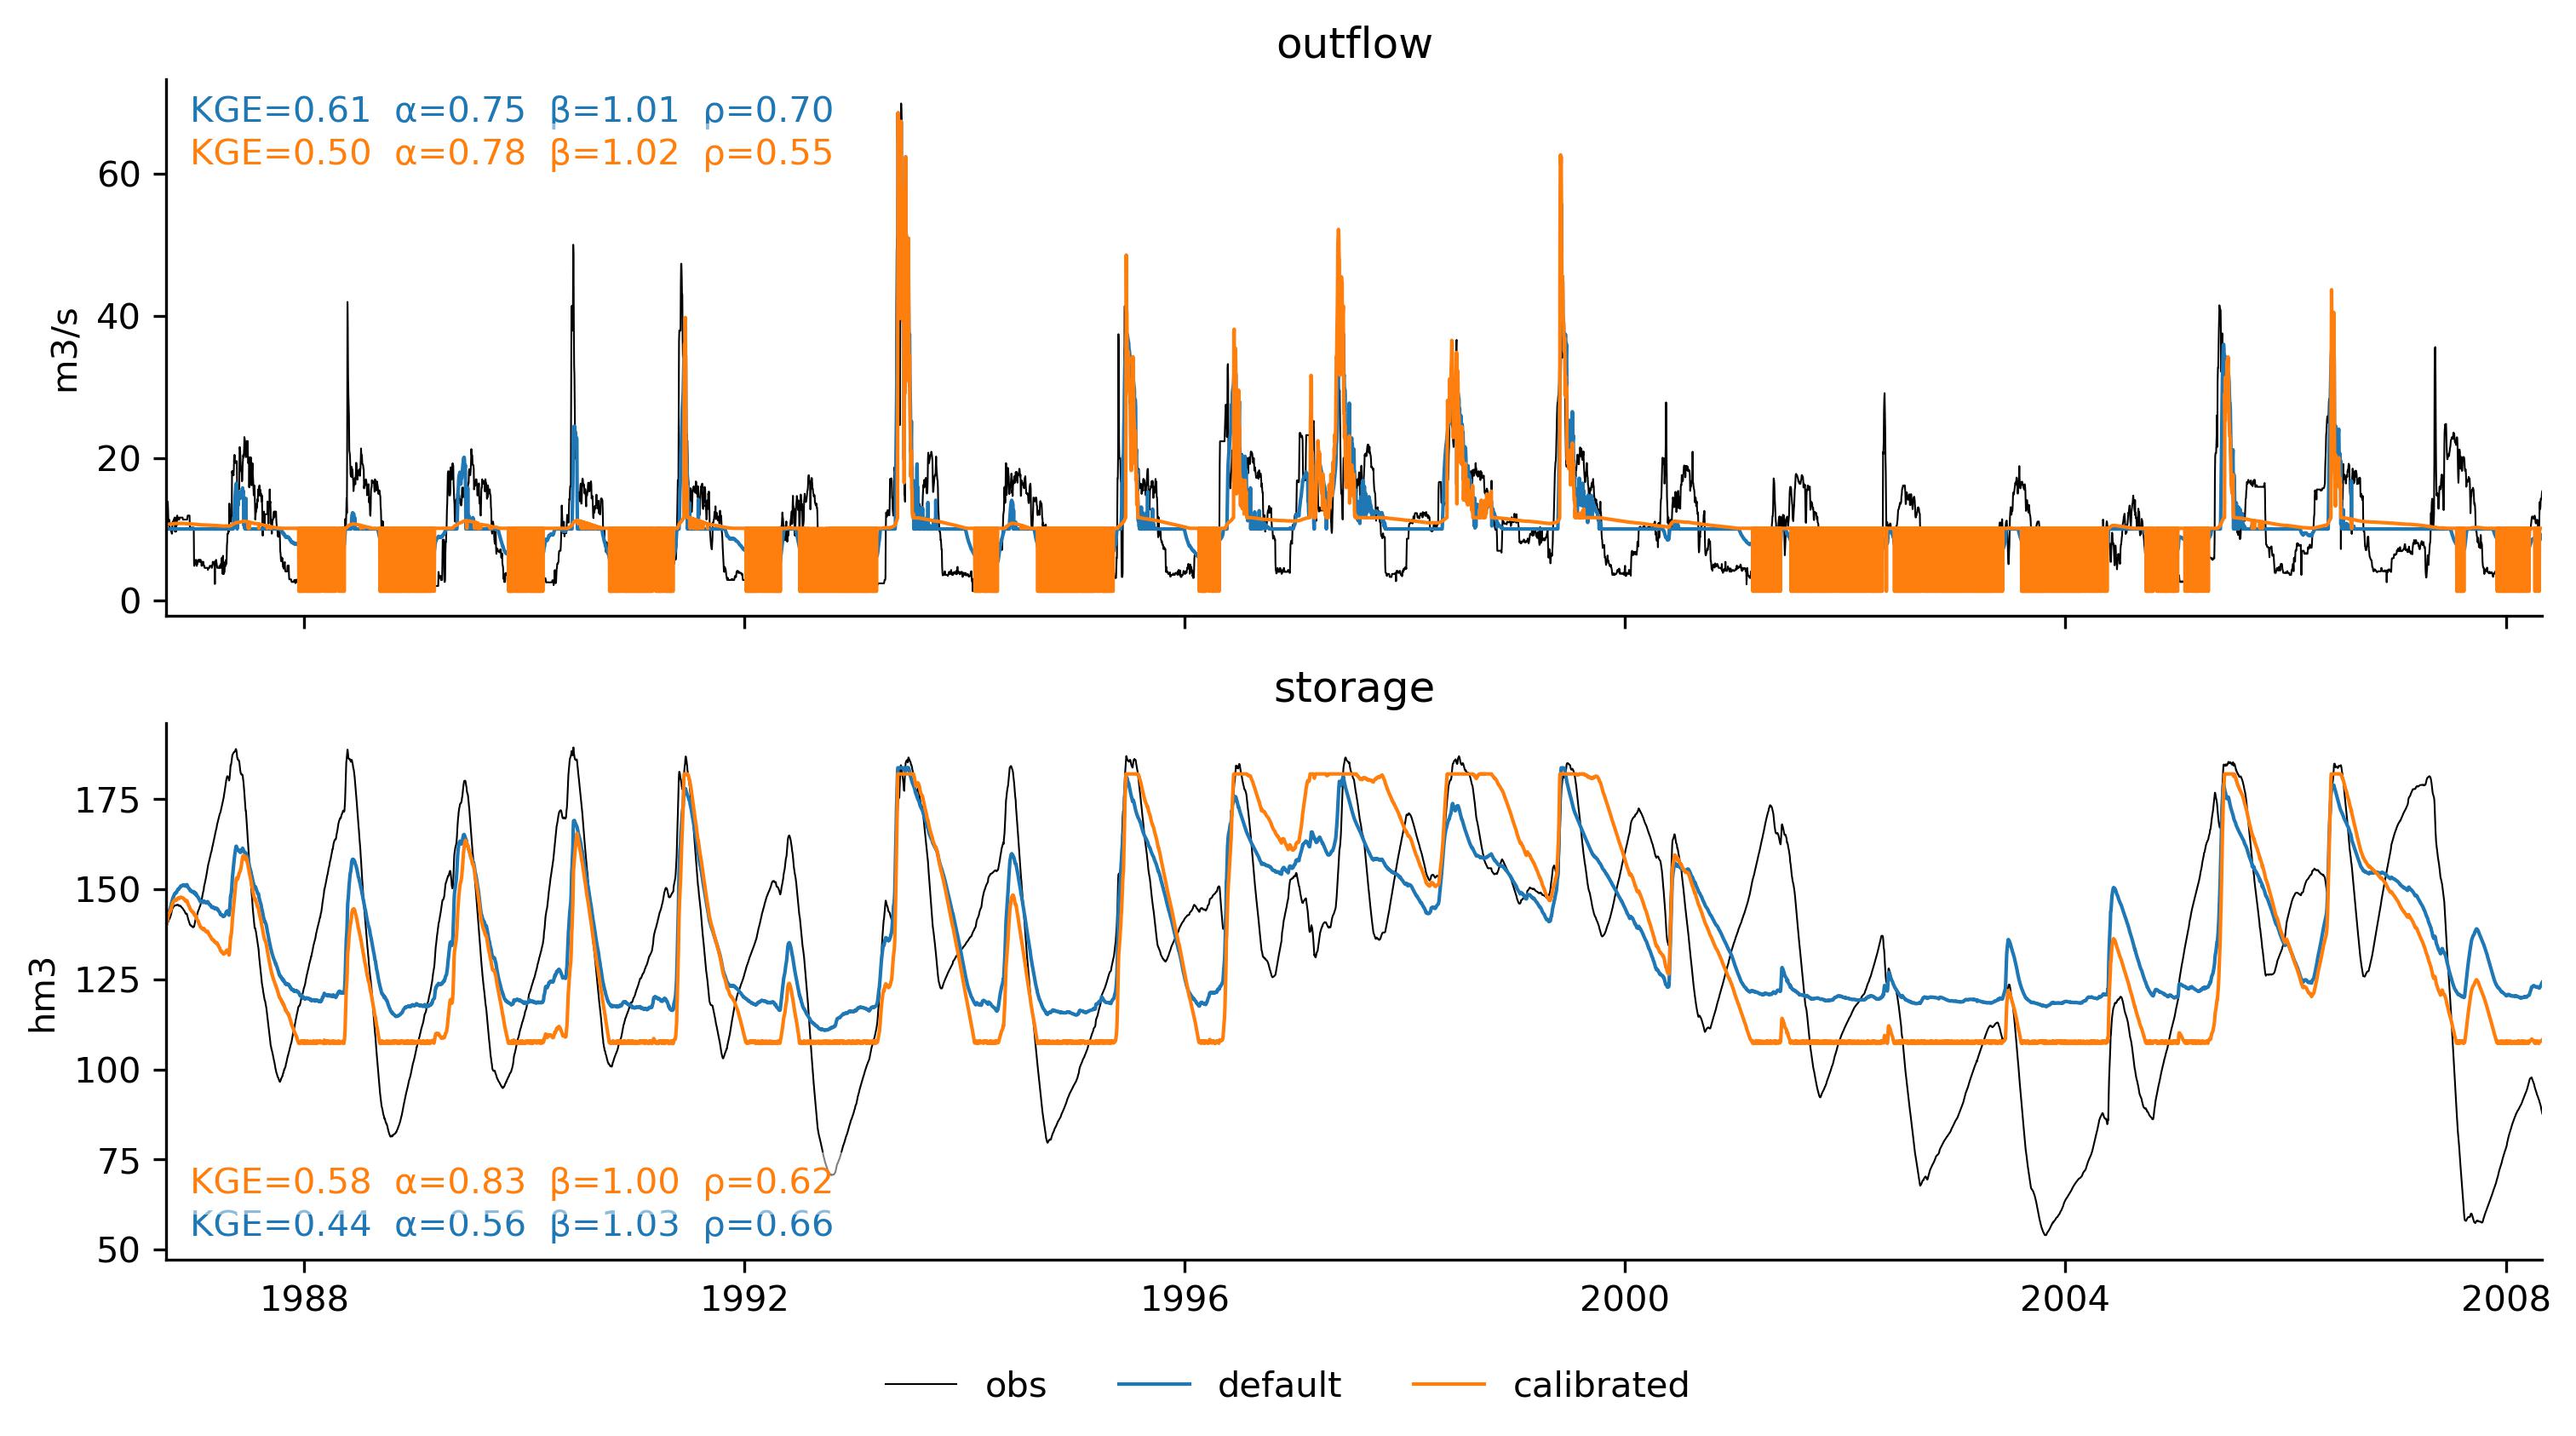 outflow
KGE=0.61 α=0.75 β=1.01 ρ=0.70
KGE=0.50 α=0.78 β=1.02 ρ=0.55
m3/s
60
40
20
0
storage
hm3
175
150
125
100
75
50
KGE=0.58 α=0.83 β=1.00 ρ=0.62
KGE=0.44 α=0.56 β=1.03 ρ=0.66
1988 1992 1996 2000 2004 2008
obs default calibrated